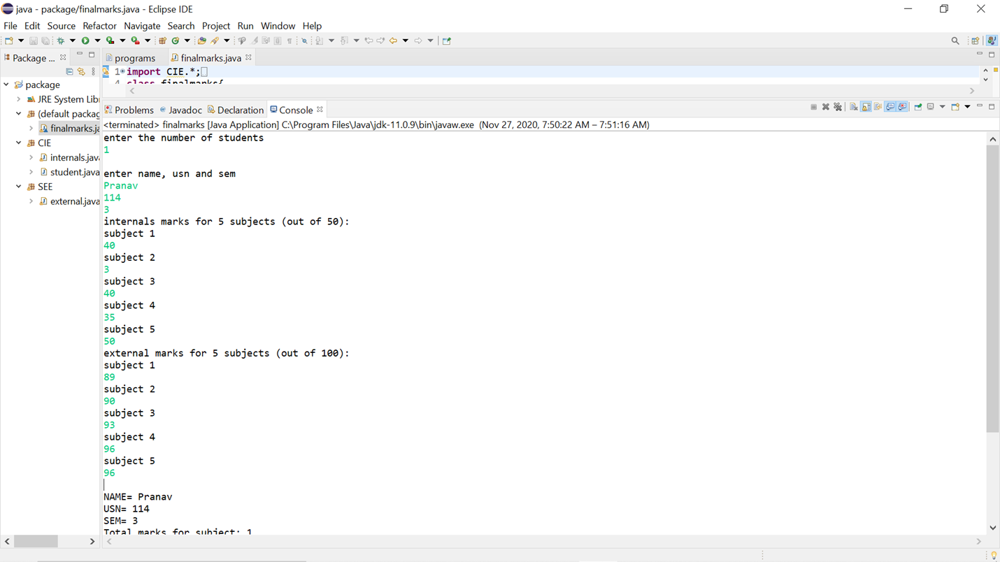 java - package/finalmarks.java - Eclipse IDE
File Edit Source Refactor Navigate Search Project Run Window Help
Package ...
programs
finalmarks.java
1 import CIE.*;
4 class finalmarks{
package
JRE System Lib
(default packag
finalmarks.ja
CIE
internals.java
student.java
SEE
external.java
Problems Javadoc Declaration Console
<terminated> finalmarks [Java Application] C:\Program Files\Java\jdk-11.0.9\bin\javaw.exe (Nov 27, 2020, 7:50:22 AM – 7:51:16 AM)
enter the number of students
1
enter name, usn and sem
Pranav
114
3
internals marks for 5 subjects (out of 50):
subject 1
40
subject 2
3
subject 3
40
subject 4
35
subject 5
50
external marks for 5 subjects (out of 100):
subject 1
89
subject 2
90
subject 3
93
subject 4
96
subject 5
96
NAME= Pranav
USN= 114
SEM= 3
Total marks for subject: 1